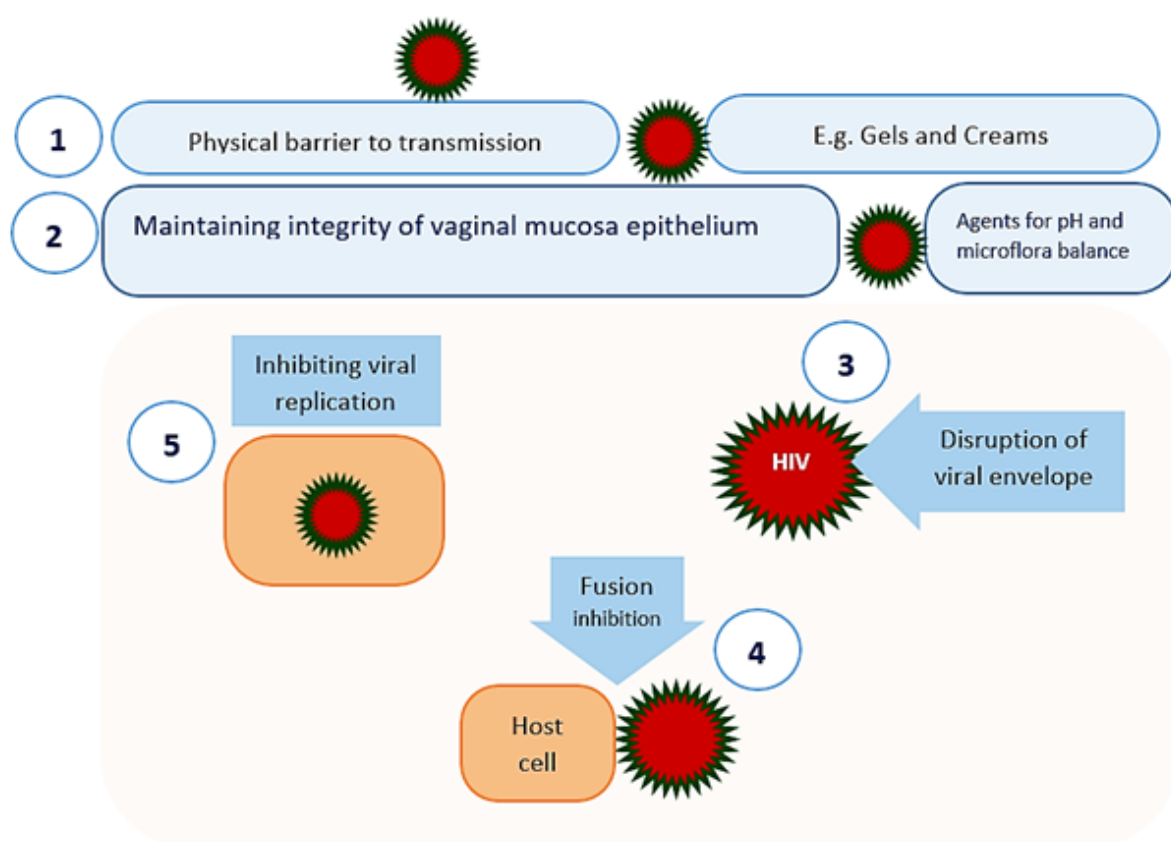 1
Physical barrier to transmission
E.g. Gels and Creams
2
Maintaining integrity of vaginal mucosa epithelium
Agents for pH and
microflora balance
3
HIV
Disruption of
viral envelope
Inhibiting viral
replication
5
Fusion
inhibition
4
Host
cell